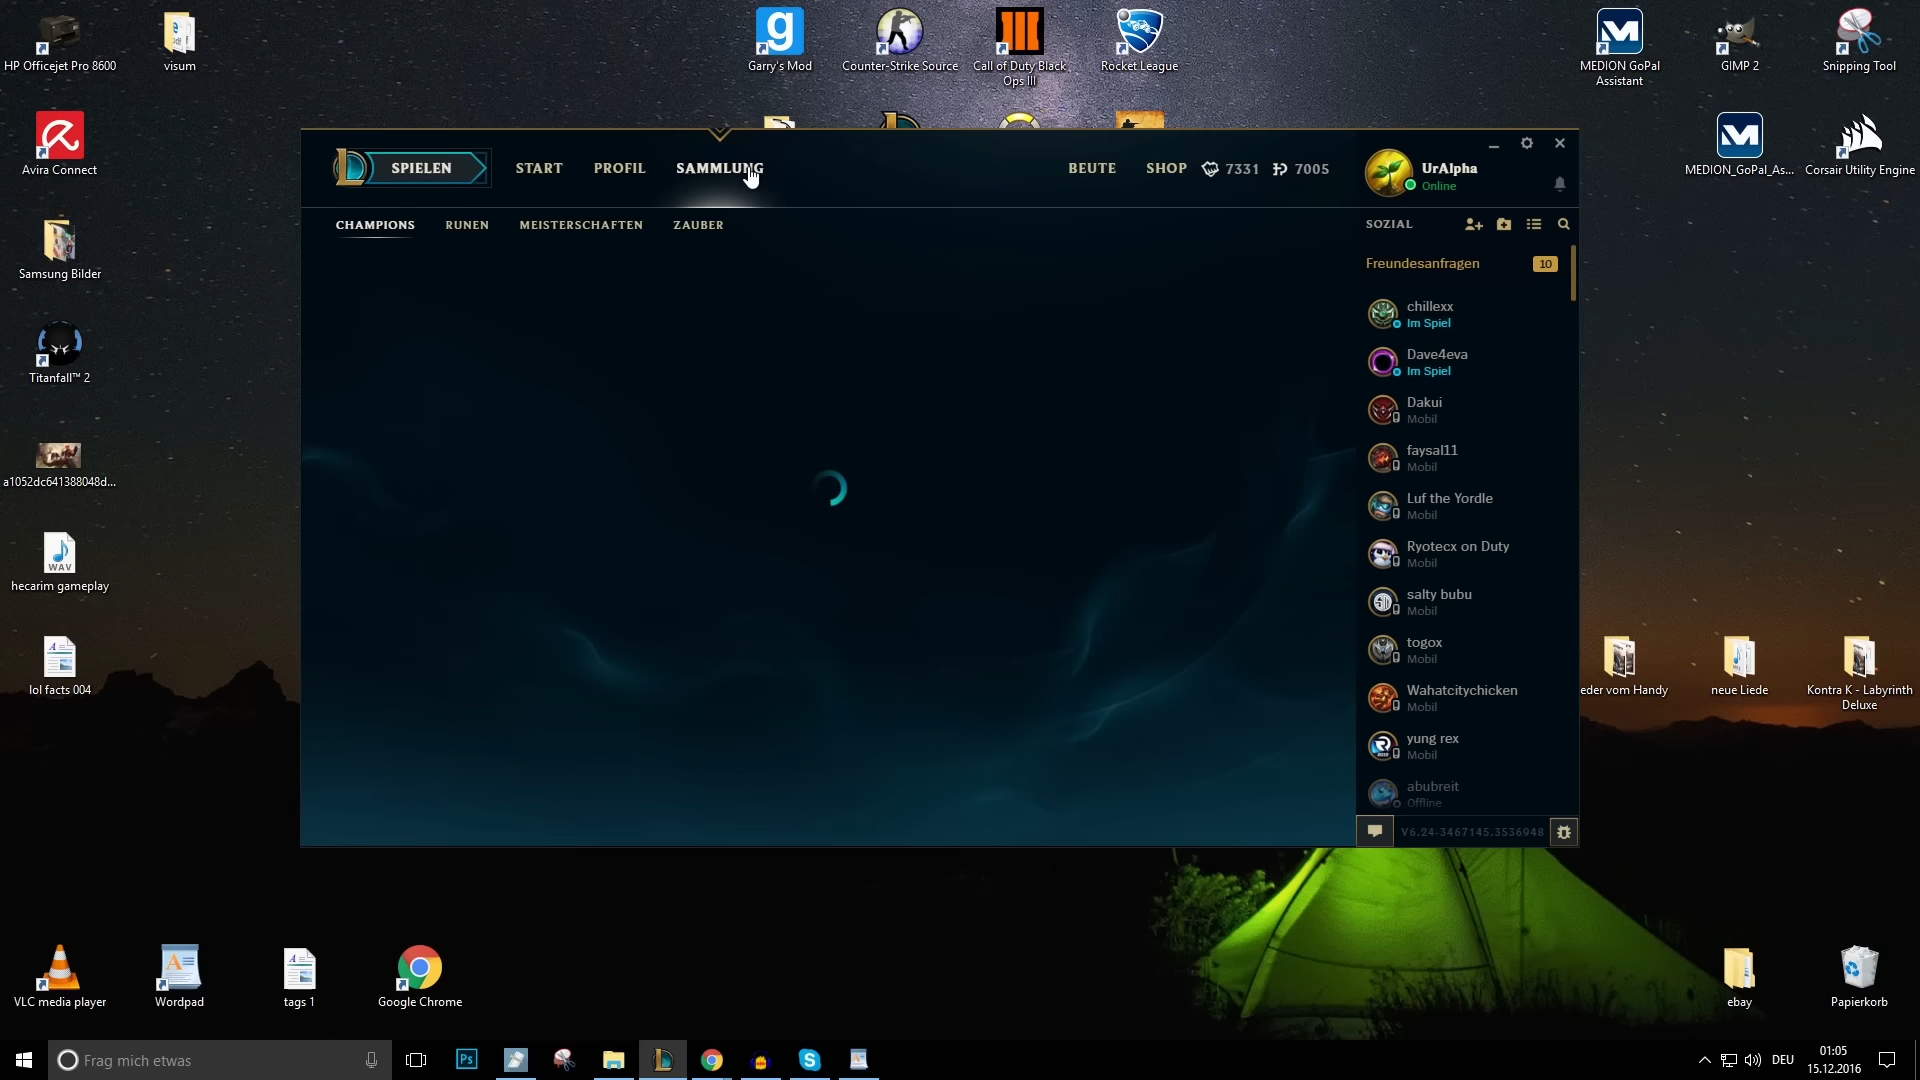 HP Officejet Pro 8600
visum
Garry's Mod
Counter-Strike Source
Call of Duty Black
Ops III
Rocket League
MEDION GoPal
Assistant
GIMP 2
Snipping Tool
Avira Connect
MEDION_GoPal_As...
Corsair Utility Engine
Samsung Bilder
Titanfall™ 2
a1052dc641388048d...
WAV
hecarim gameplay
lol facts 004
SPIELEN
START
PROFIL
SAMMLUNG
BEUTE
SHOP
7331
7005
UrAlpha
Online
CHAMPIONS
RUNEN
MEISTERSCHAFTEN
ZAUBER
SOZIAL
Freundesanfragen
10
chillexx
Im Spiel
Dave4eva
Im Spiel
Dakui
Mobil
faysal11
Mobil
Luf the Yordle
Mobil
Ryotecx on Duty
Mobil
salty bubu
Mobil
togox
Mobil
Wahatcitychicken
Mobil
yung rex
Mobil
abubreit
Offline
V6.24-3467145.3536948
eder vom Handy
neue Liede
Kontra K - Labyrinth
Deluxe
VLC media player
Wordpad
tags 1
Google Chrome
ebay
Papierkorb
Frag mich etwas
Ps
DEU
01:05
15.12.2016